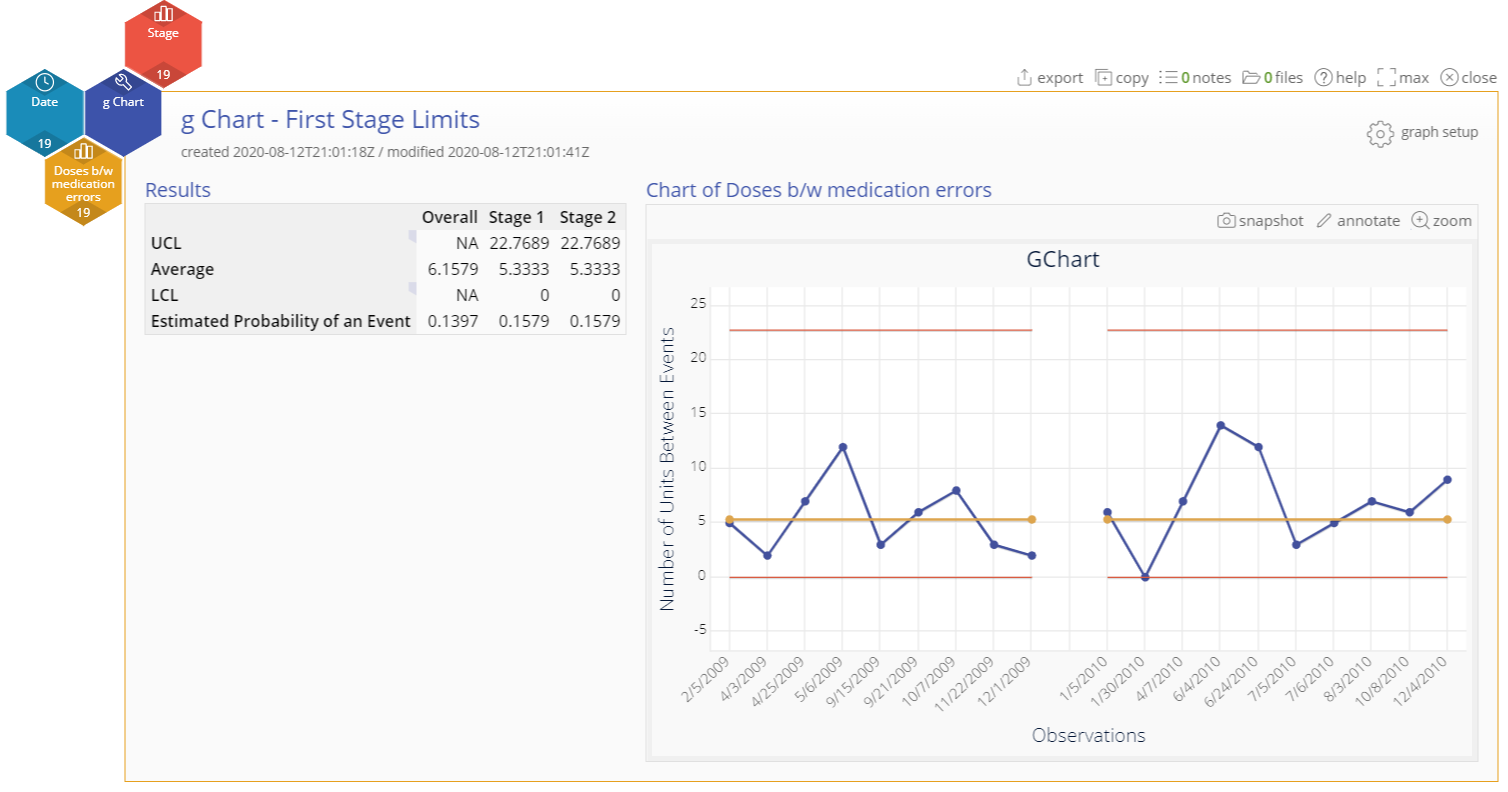 Stage
19
Date
19
g Chart
Doses b/w
medication
errors
19
export copy 0 notes 0 files help max close
g Chart - First Stage Limits
created 2020-08-12T21:01:18Z / modified 2020-08-12T21:01:41Z
graph setup
Results
Overall Stage 1 Stage 2
UCL NA 22.7689 22.7689
Average 6.1579 5.3333 5.3333
LCL NA 0 0
Estimated Probability of an Event 0.1397 0.1579 0.1579
Chart of Doses b/w medication errors
snapshot annotate zoom
GChart
Number of Units Between Events
25
20
15
10
5
0
-5
2/5/2009
4/3/2009
4/25/2009
5/6/2009
9/15/2009
9/21/2009
10/7/2009
11/22/2009
12/1/2009
1/5/2010
1/30/2010
4/7/2010
6/4/2010
6/24/2010
7/5/2010
7/6/2010
8/3/2010
10/8/2010
12/4/2010
Observations